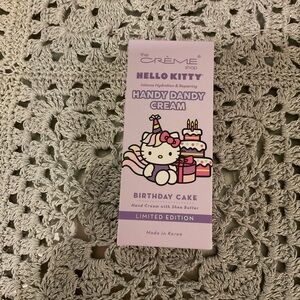 the
CRÈME®
shop
HELLO KITTY
Intense Hydration & Repairing
HANDY DANDY
CREAM
BIRTHDAY CAKE
Hand Cream with Shea Butter
LIMITED EDITION
Made in Korea